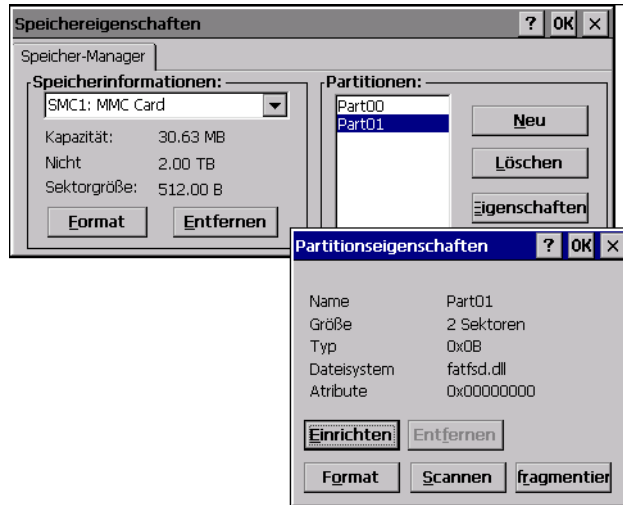 Speichereigenschaften ? OK ×
Speicher-Manager
Speicherinformationen:
SMC1: MMC Card
Kapazität: 30.63 MB
Nicht 2.00 TB
Sektorgröße: 512.00 B
Format Entfernen
Partitionen:
Part00
Part01
Neu
Löschen
Eigenschaften
Partitionseigenschaften ? OK ×
Name Part01
Größe 2 Sektoren
Typ 0x0B
Dateisystem fatfsd.dll
Atribute 0x00000000
Einrichten Entfernen
Format Scannen fragmentier